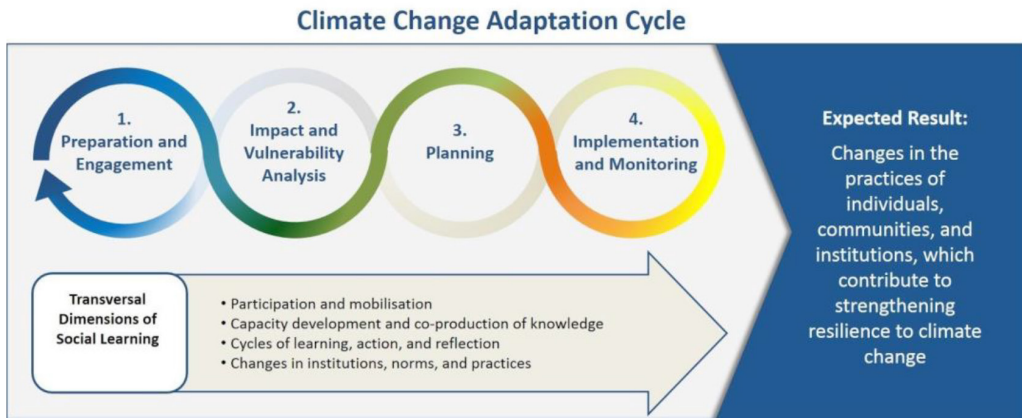 Climate Change Adaptation Cycle
1.
Preparation and
Engagement
2.
Impact and
Vulnerability
Analysis
3.
Planning
4.
Implementation
and Monitoring
Transversal
Dimensions of
Social Learning
• Participation and mobilisation
• Capacity development and co-production of knowledge
• Cycles of learning, action, and reflection
• Changes in institutions, norms, and practices
Expected Result:
Changes in the
practices of
individuals,
communities, and
institutions, which
contribute to
strengthening
resilience to climate
change